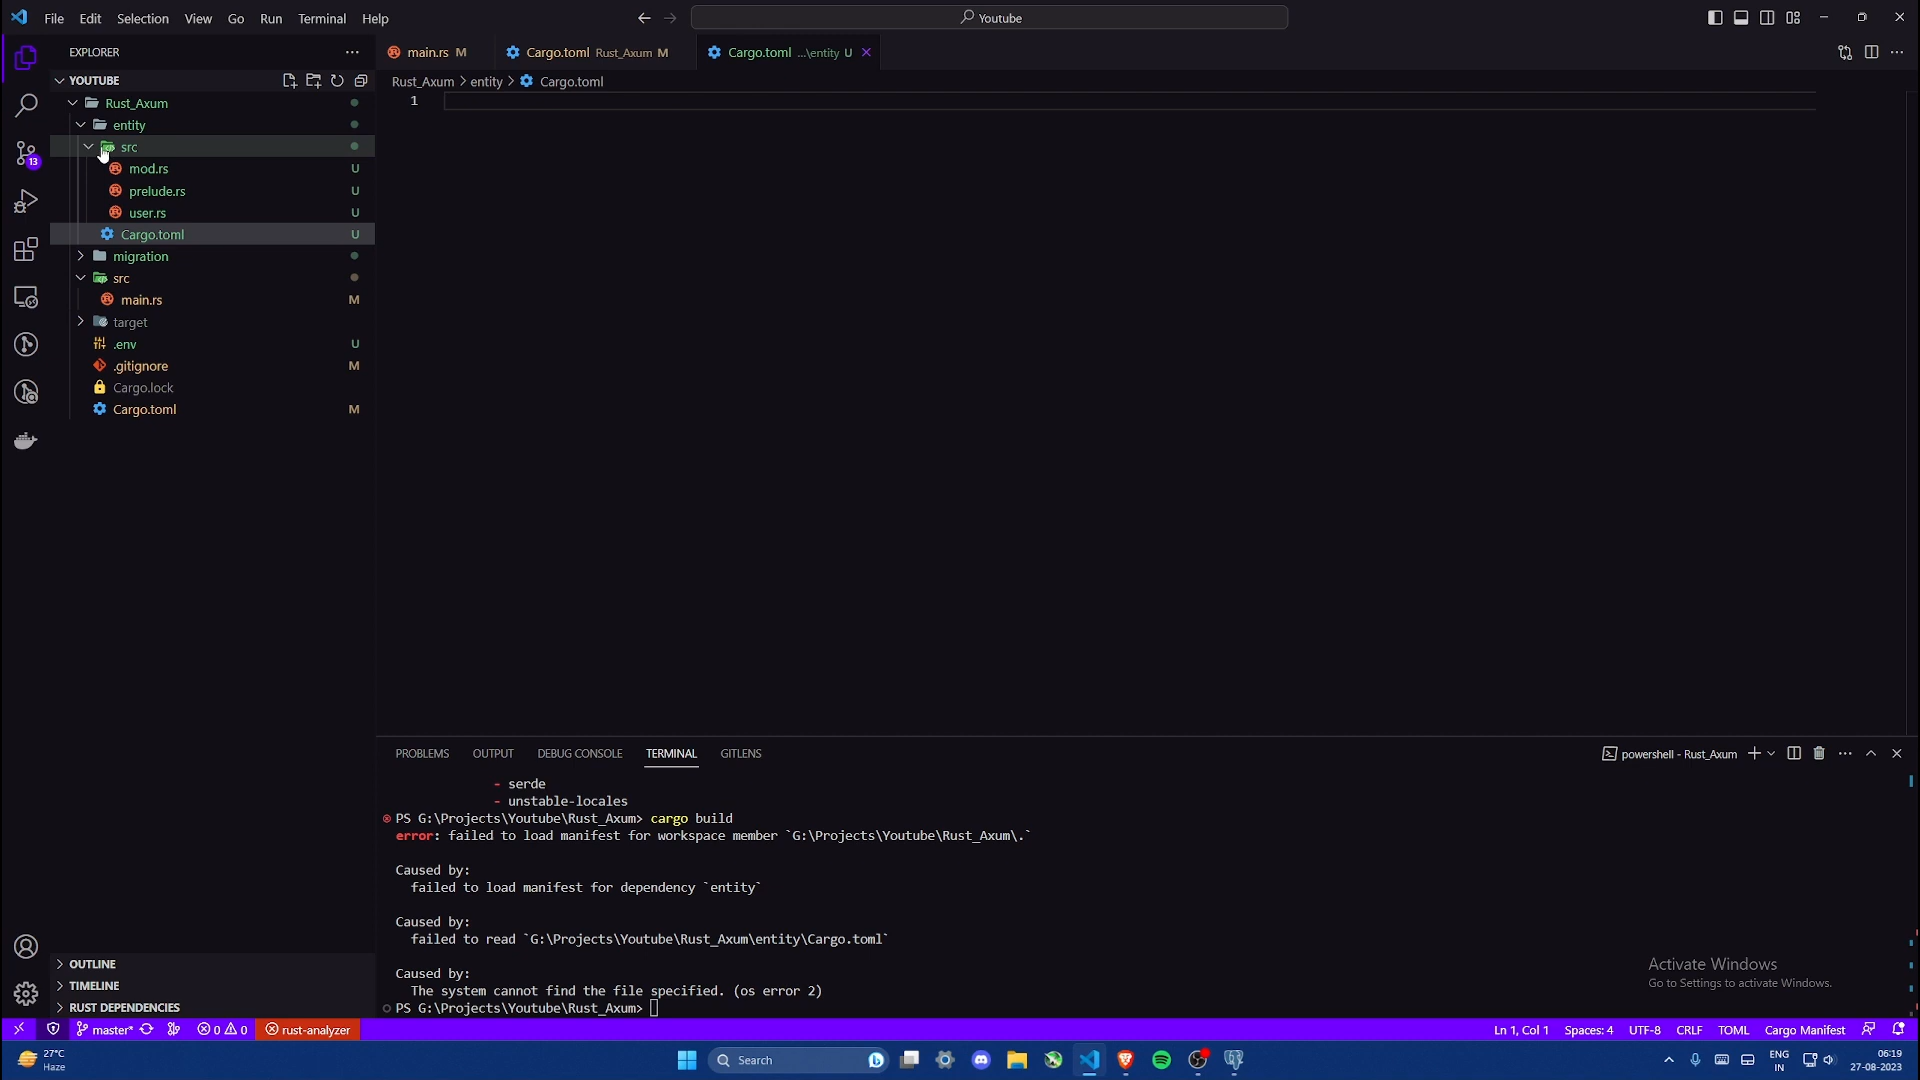 File Edit Selection View Go Run Terminal Help
Youtube
EXPLORER
main.rs M
Cargo.toml Rust_Axum M
Cargo.toml ...\entity U
YOUTUBE
Rust_Axum > entity > Cargo.toml
1
Rust_Axum
entity
src
mod.rs U
prelude.rs U
user.rs U
Cargo.toml U
migration
src
main.rs M
target
.env U
.gitignore M
Cargo.lock
Cargo.toml M
PROBLEMS OUTPUT DEBUG CONSOLE TERMINAL GITLENS
powershell - Rust_Axum
- serde
- unstable-locales
PS G:\Projects\Youtube\Rust_Axum> cargo build
error: failed to load manifest for workspace member `G:\Projects\Youtube\Rust_Axum\.`
Caused by:
failed to load manifest for dependency `entity`
Caused by:
failed to read `G:\Projects\Youtube\Rust_Axum\entity\Cargo.toml`
Caused by:
The system cannot find the file specified. (os error 2)
PS G:\Projects\Youtube\Rust_Axum>
13
OUTLINE
TIMELINE
RUST DEPENDENCIES
Activate Windows
Go to Settings to activate Windows.
master* 0 0 rust-analyzer
Ln 1, Col 1 Spaces: 4 UTF-8 CRLF TOML Cargo Manifest
27°C
Haze
Search
ENG
IN
06:19
27-08-2023